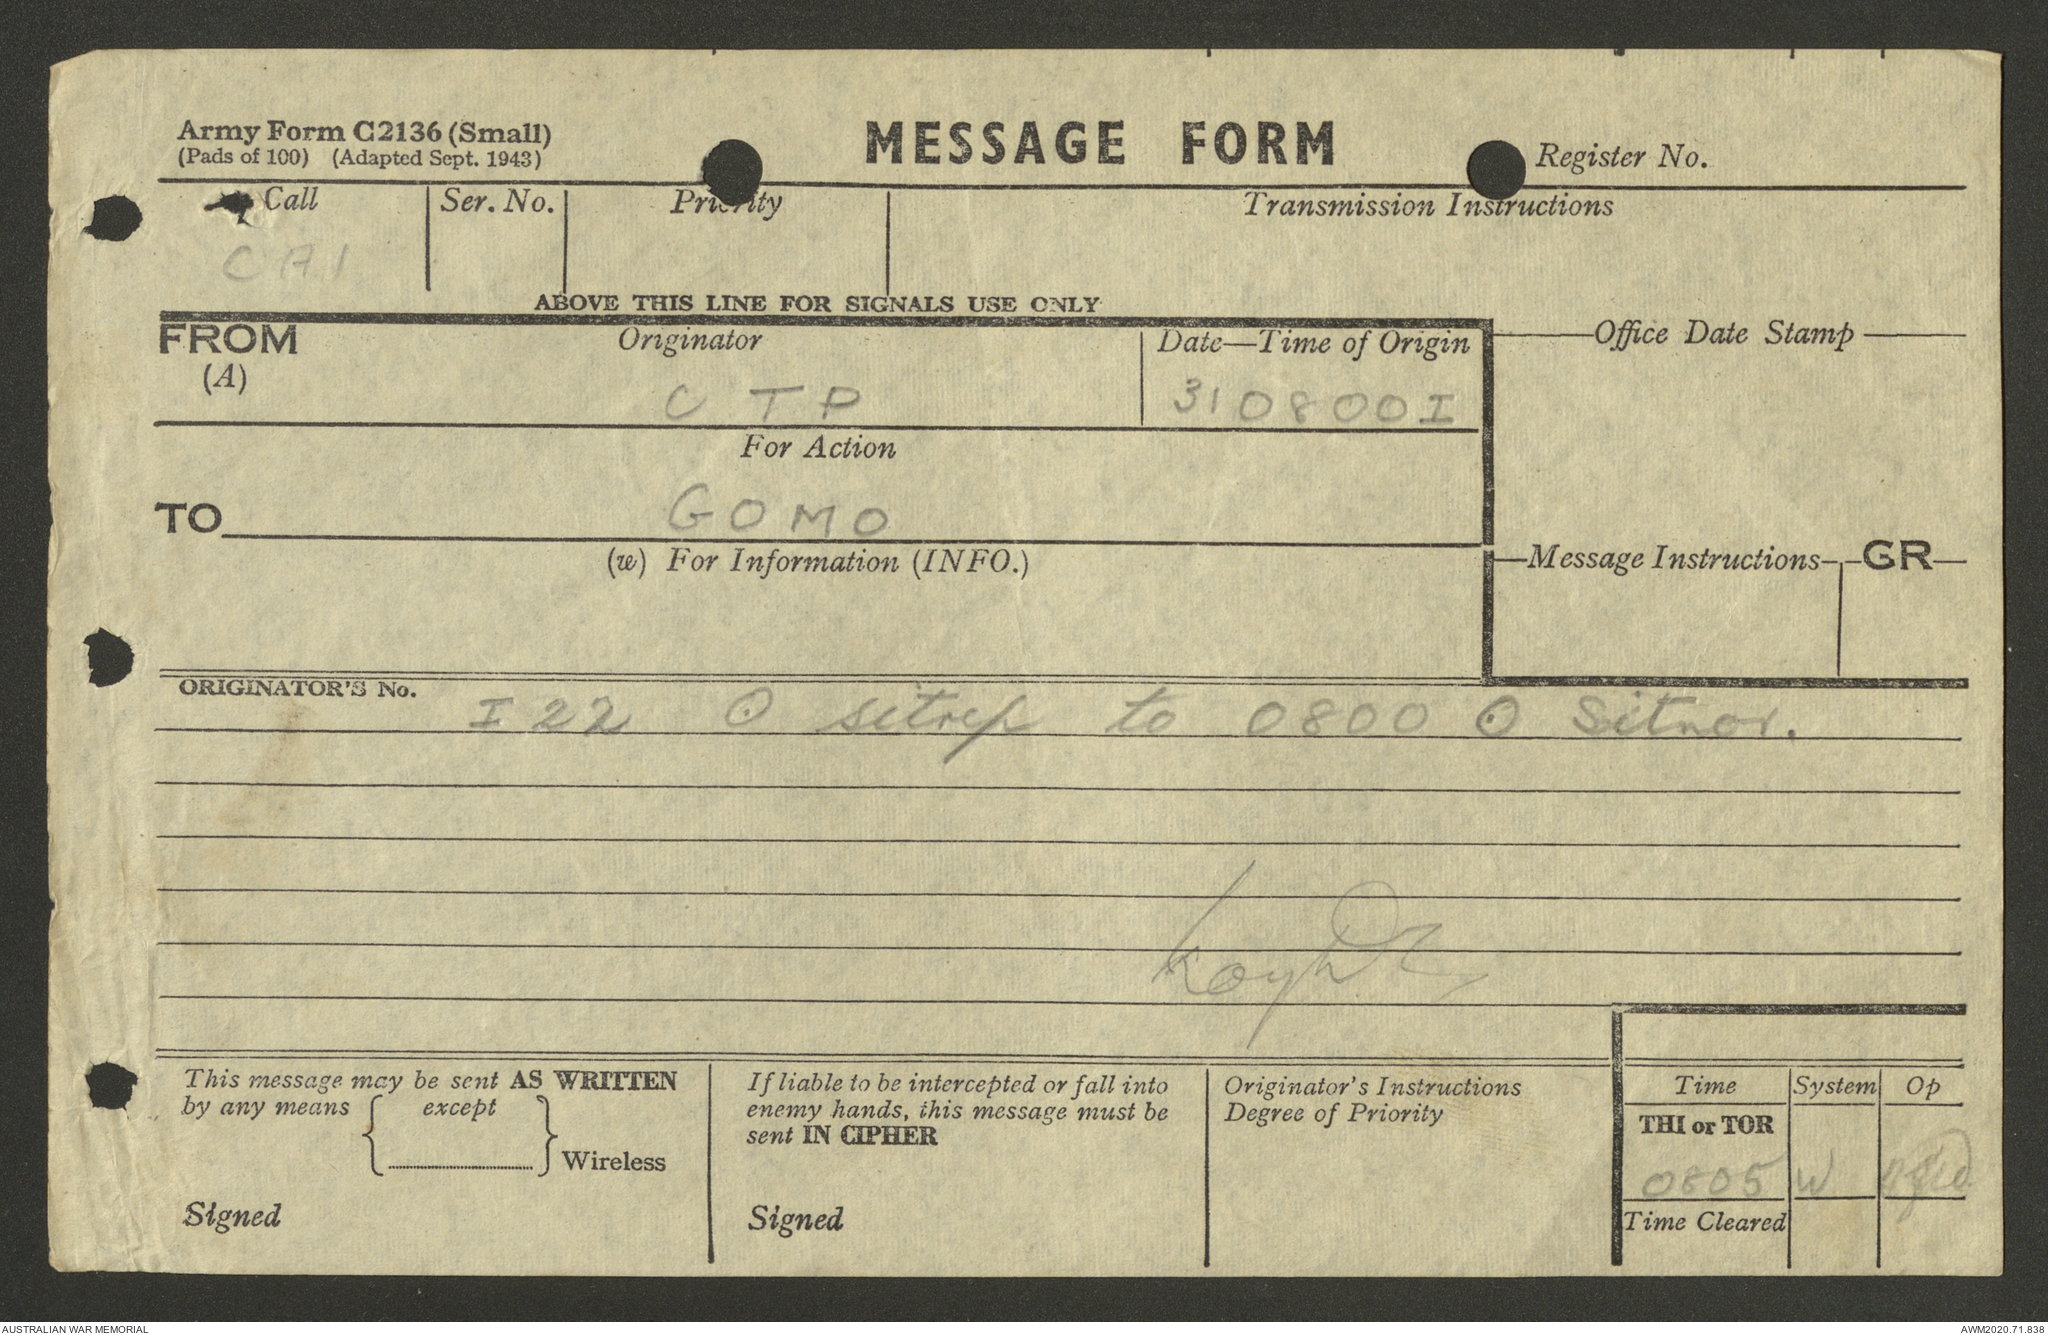 Army Form C2136 (Small)
(Pads of 100) (Adapted Sept. 1943)
MESSAGE FORM
Register No.
Call Ser. No. Priority Transmission Instructions
CA1
ABOVE THIS LINE FOR SIGNALS USE ONLY
FROM Originator Date—Time of Origin Office Date Stamp
(A)
C T P 310800I
For Action
TO GOMO
(w) For Information (INFO.)
Message Instructions GR
ORIGINATOR'S No.
I 22 O sitrep to 0800 O Sitnor.
This message may be sent AS WRITTEN
by any means except
Wireless
Signed
If liable to be intercepted or fall into
enemy hands, this message must be
sent IN CIPHER
Signed
Originator's Instructions
Degree of Priority
Time System Op
THI or TOR
0805 W
Time Cleared
AUSTRALIAN WAR MEMORIAL
AWM2020.71.838